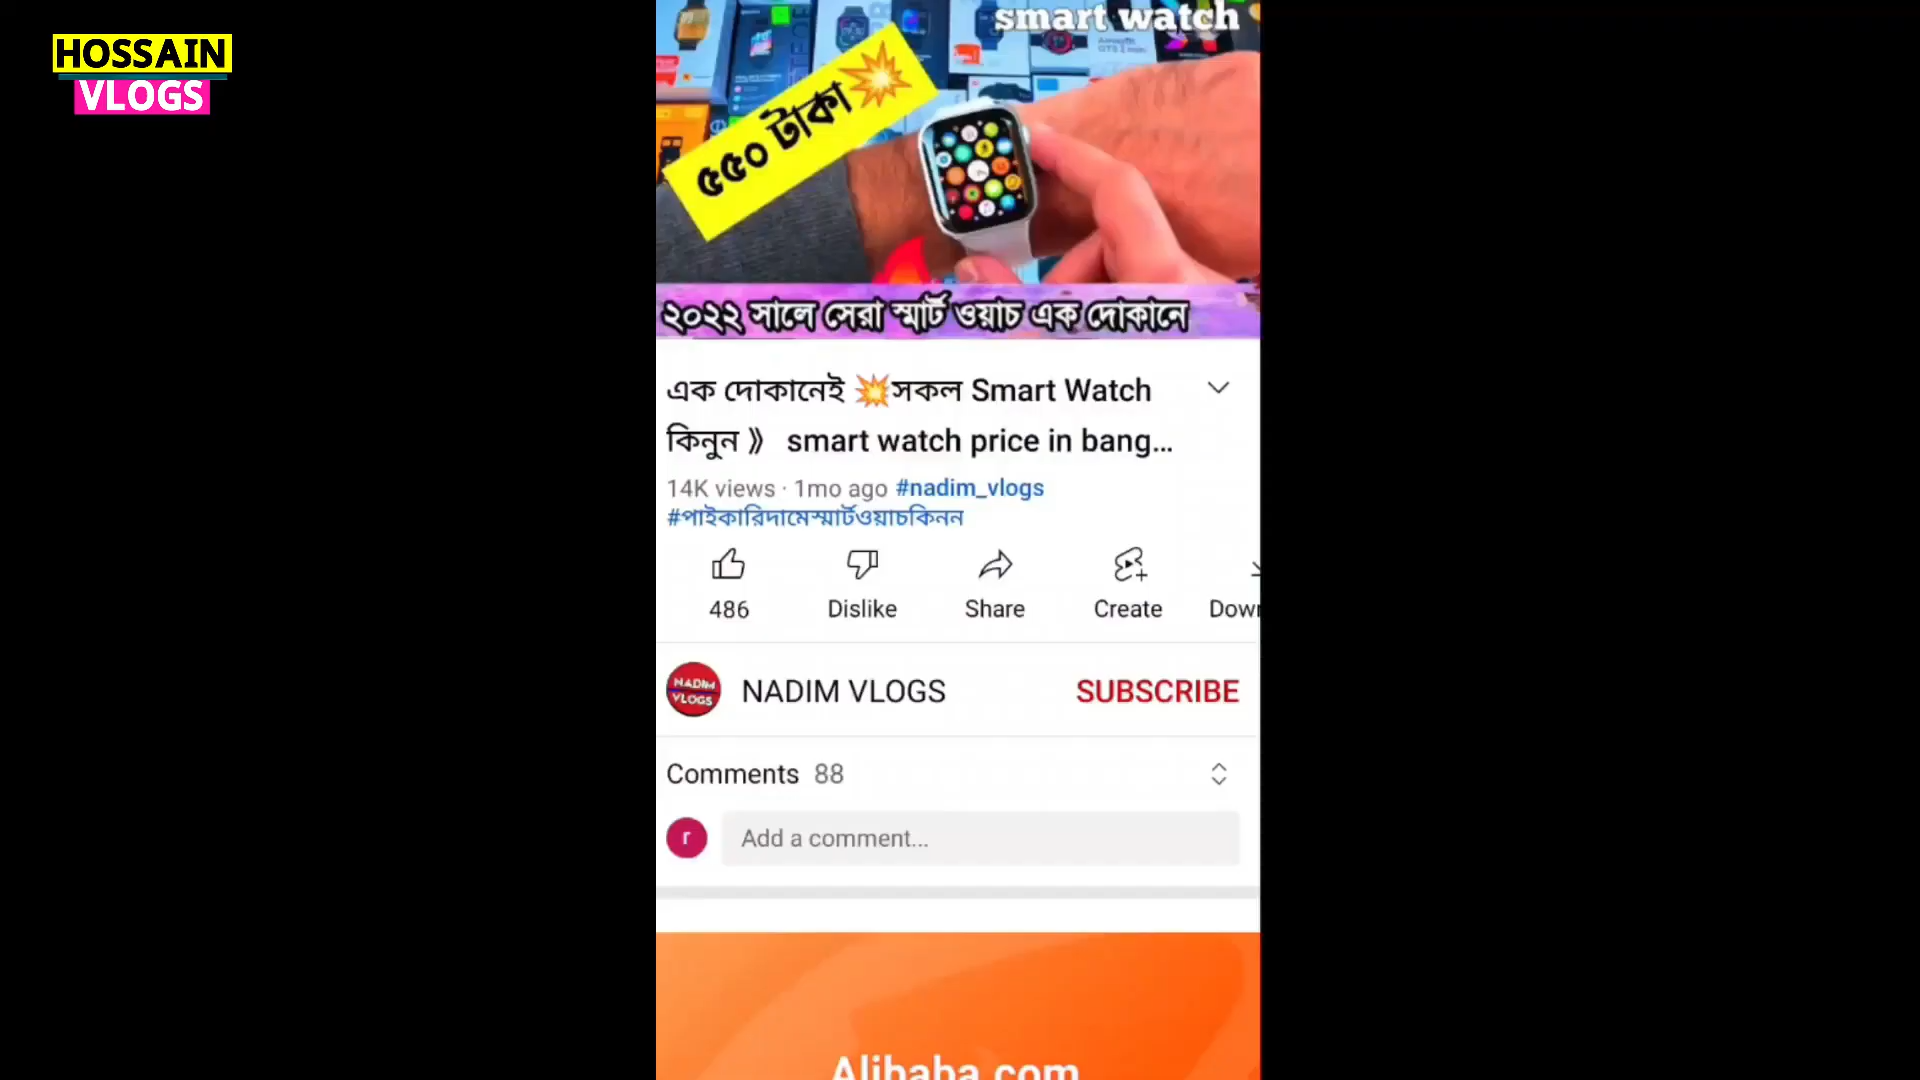 HOSSAIN
VLOGS
smart watch
৫৫০ টাকা💥
২০২২ সালে সেরা স্মার্ট ওয়াচ এক দোকানে
এক দোকানেই 💥সকল Smart Watch
কিনুন 》 smart watch price in bang...
14K views · 1mo ago #nadim_vlogs
#পাইকারিদামেস্মার্টওয়াচকিনন
486 Dislike Share Create Down
NADIM
VLOGS
NADIM VLOGS SUBSCRIBE
Comments 88
r Add a comment...
Alibaba.com